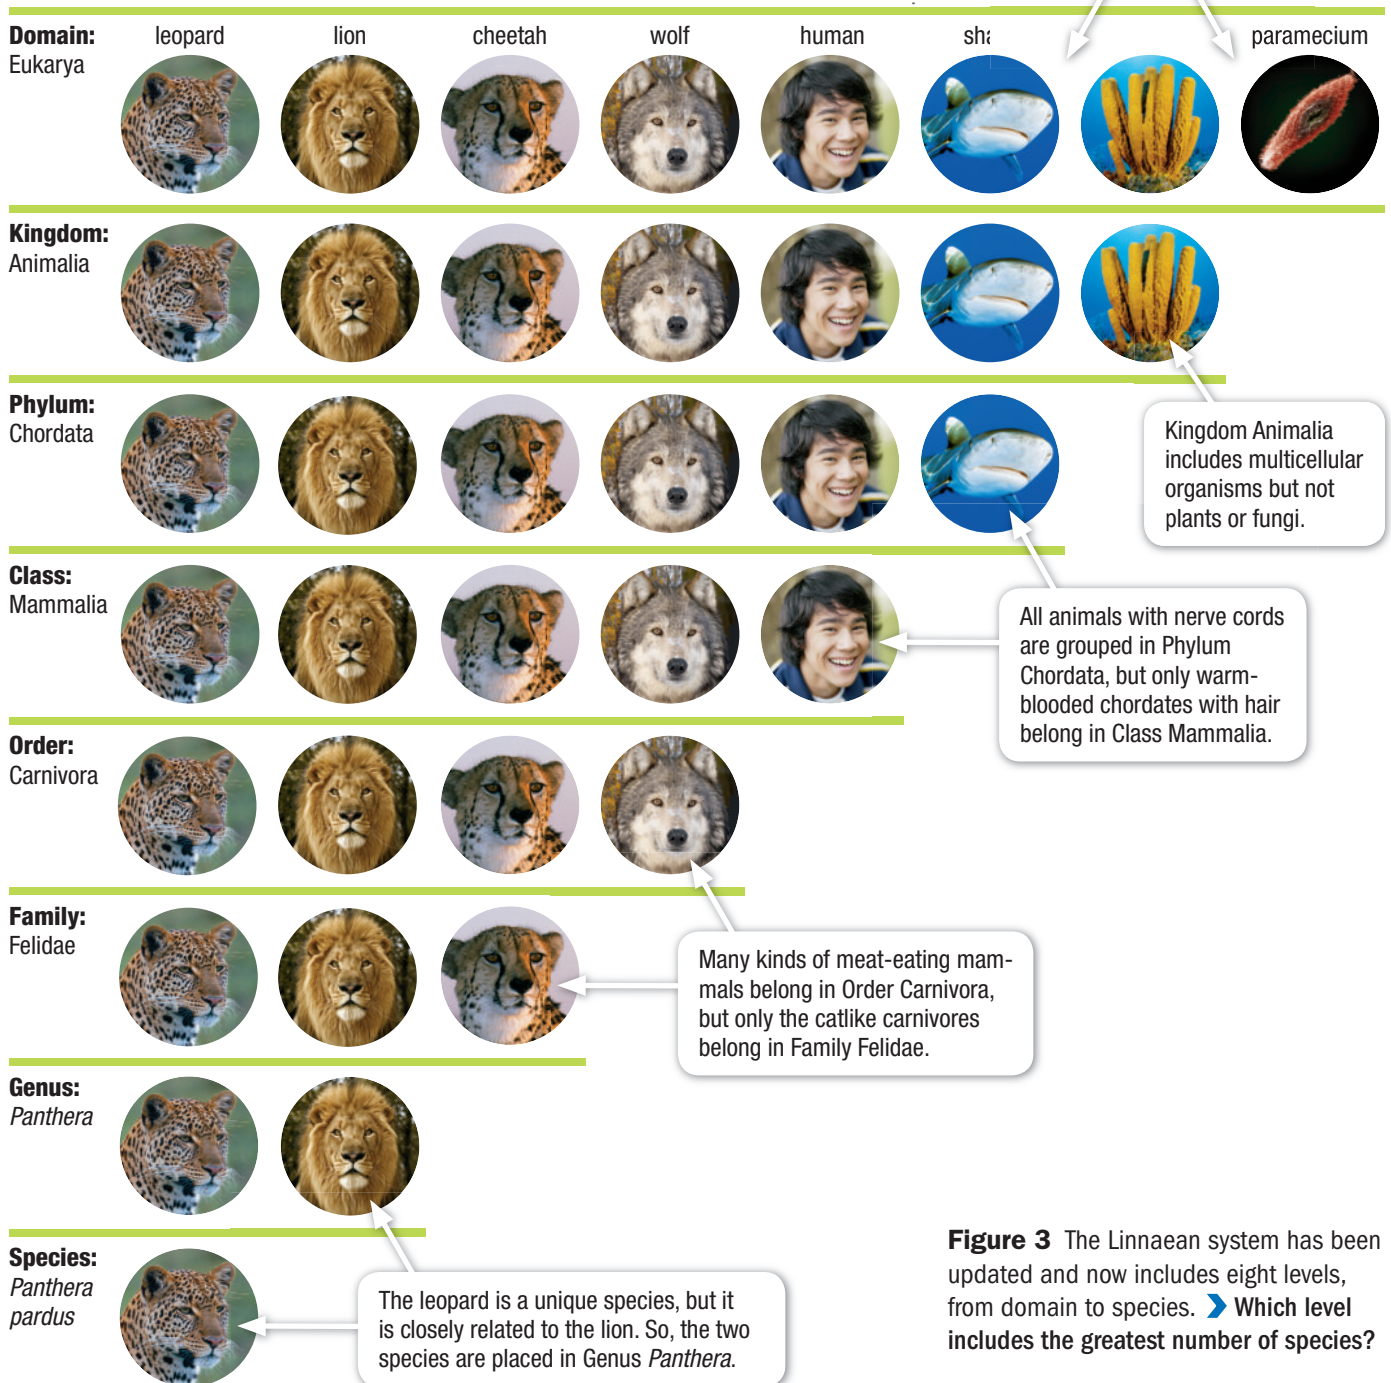 Domain:
Eukarya
leopard
lion
cheetah
wolf
human
paramecium
Kingdom:
Animalia
Phylum:
Chordata
Kingdom Animalia
includes multicellular
organisms but not
plants or fungi.
Class:
Mammalia
All animals with nerve cords
are grouped in Phylum
Chordata, but only warm-
blooded chordates with hair
belong in Class Mammalia.
Order:
Carnivora
Family:
Felidae
Many kinds of meat-eating mam-
mals belong in Order Carnivora,
but only the catlike carnivores
belong in Family Felidae.
Genus:
Panthera
Species:
Panthera
pardus
The leopard is a unique species, but it
is closely related to the lion. So, the two
species are placed in Genus Panthera.
Figure 3 The Linnaean system has been
updated and now includes eight levels,
from domain to species. Which level
includes the greatest number of species?